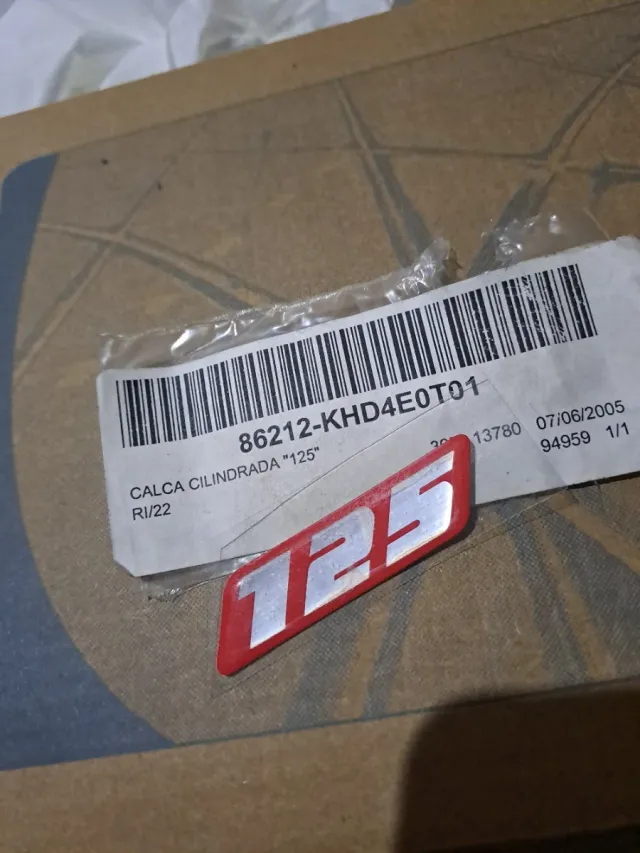 86212-KHD4E0T01
CALCA CILINDRADA "125"
RI/22
13780 07/06/2005
94959 1/1
125